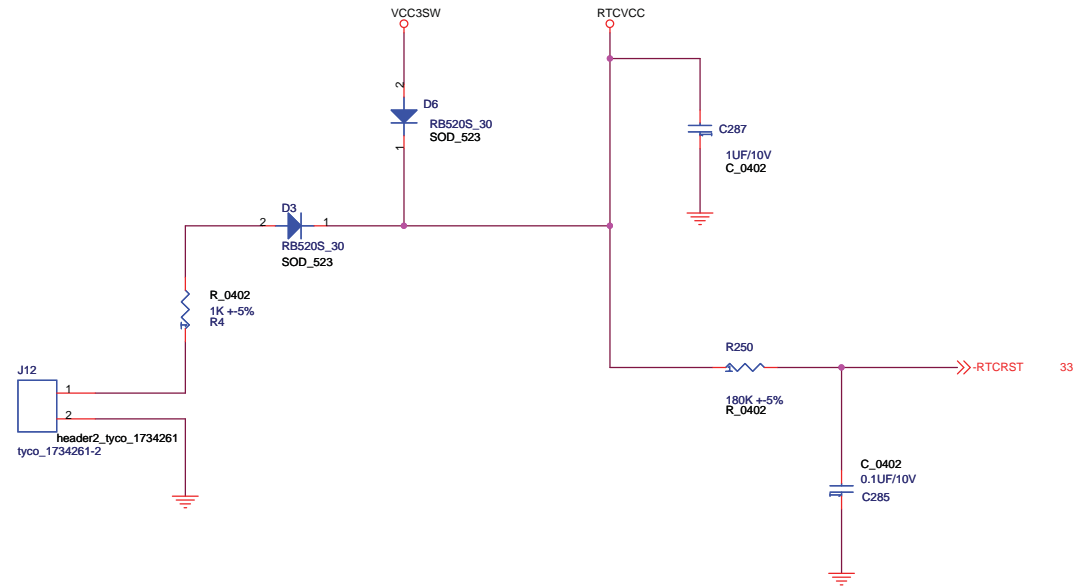 VCC3SW
RTCVCC
2
D6
RB520S_30
SOD_523
1
C287
1UF/10V
C_0402
D3
2
1
RB520S_30
SOD_523
R_0402
1K +-5%
R4
1
R250
1
180K +-5%
R_0402
-RTCRST
33
J12
1
2
header2_tyco_1734261
tyco_1734261-2
C_0402
0.1UF/10V
C285